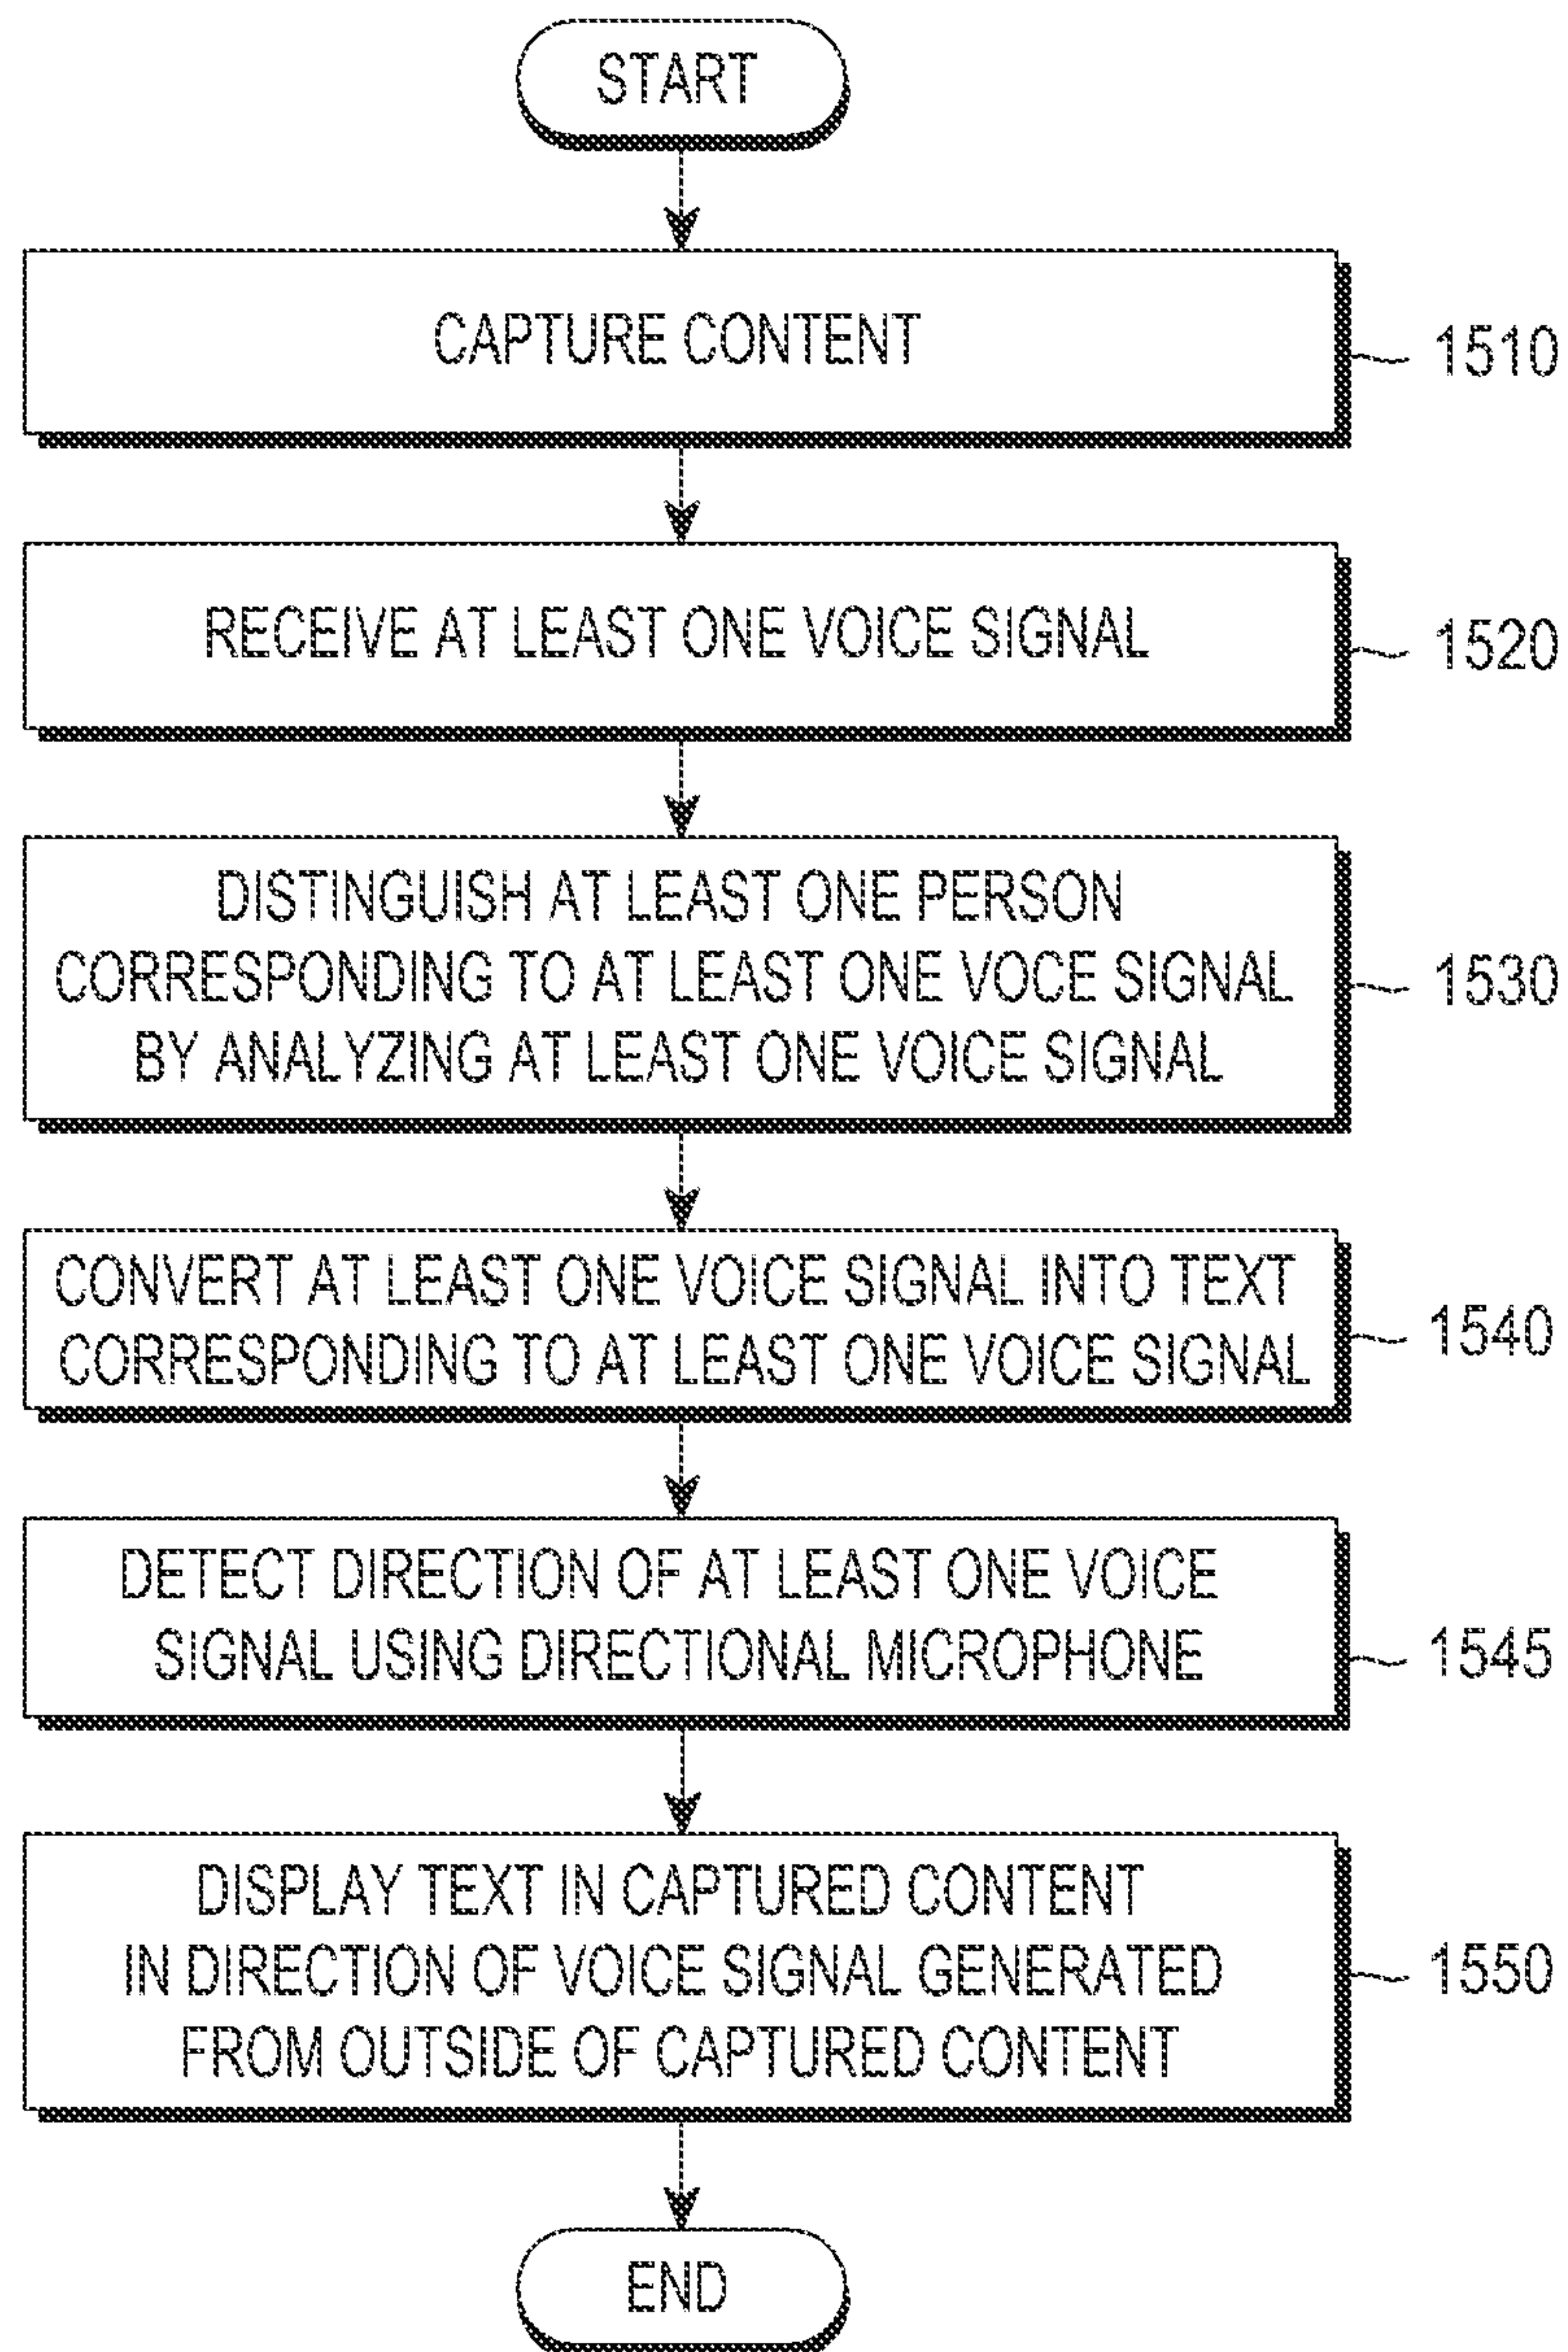 START
CAPTURE CONTENT
1510
RECEIVE AT LEAST ONE VOICE SIGNAL
1520
DISTINGUISH AT LEAST ONE PERSON
CORRESPONDING TO AT LEAST ONE VOCE SIGNAL
BY ANALYZING AT LEAST ONE VOICE SIGNAL
1530
CONVERT AT LEAST ONE VOICE SIGNAL INTO TEXT
CORRESPONDING TO AT LEAST ONE VOICE SIGNAL
1540
DETECT DIRECTION OF AT LEAST ONE VOICE
SIGNAL USING DIRECTIONAL MICROPHONE
1545
DISPLAY TEXT IN CAPTURED CONTENT
IN DIRECTION OF VOICE SIGNAL GENERATED
FROM OUTSIDE OF CAPTURED CONTENT
1550
END